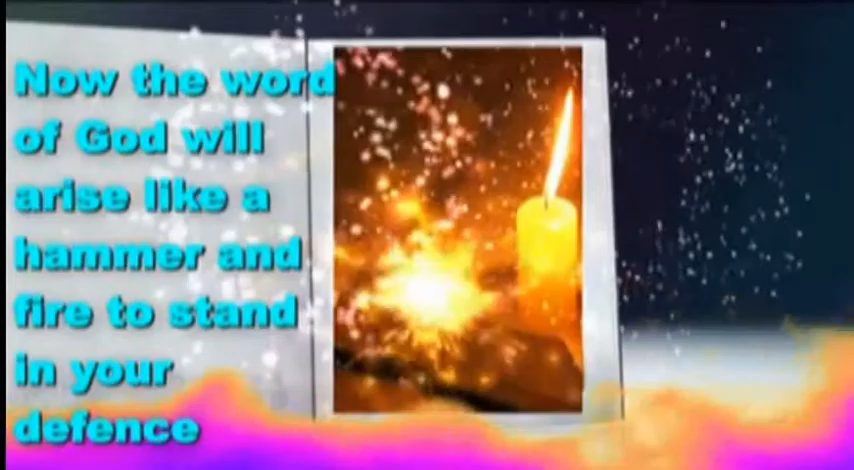 Now the word
of God will
arise like a
hammer and
fire to stand
in your
defence